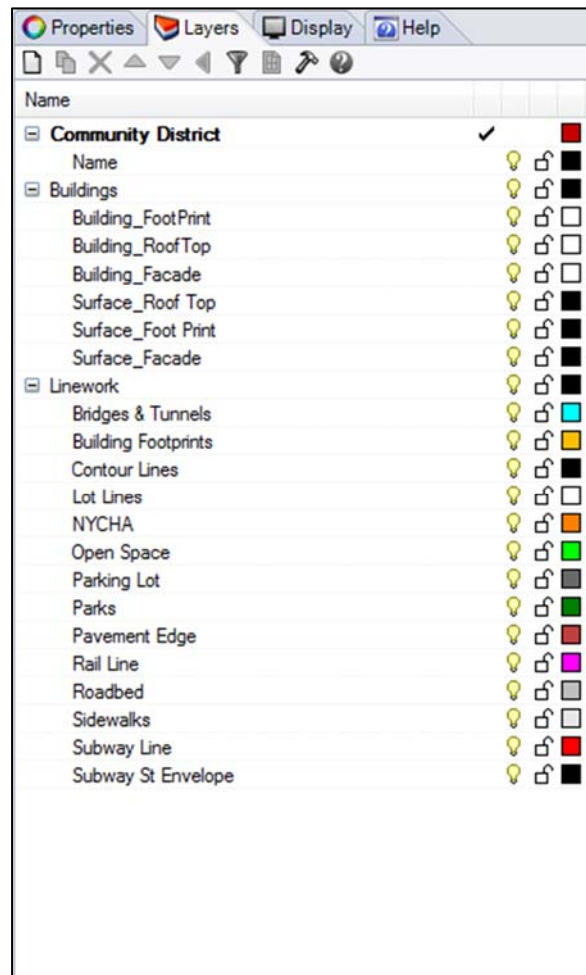 Properties Layers Display Help
Name
Community District
Name
Buildings
Building_FootPrint
Building_RoofTop
Building_Facade
Surface_Roof Top
Surface_Foot Print
Surface_Facade
Linework
Bridges & Tunnels
Building Footprints
Contour Lines
Lot Lines
NYCHA
Open Space
Parking Lot
Parks
Pavement Edge
Rail Line
Roadbed
Sidewalks
Subway Line
Subway St Envelope